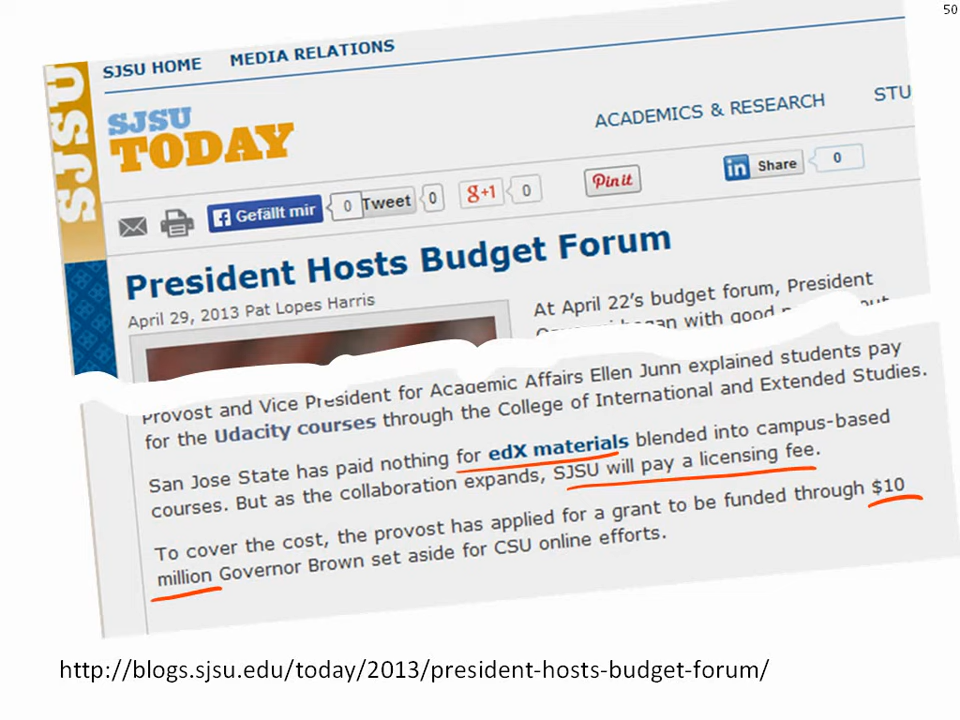 50
SJSU HOME MEDIA RELATIONS
SJSU
SJSU
TODAY
ACADEMICS & RESEARCH STU
Gefällt mir 0 Tweet 0 g+1 0 Pin it in Share 0
President Hosts Budget Forum
April 29, 2013 Pat Lopes Harris
At April 22's budget forum, President
began with good
Provost and Vice President for Academic Affairs Ellen Junn explained students pay
for the Udacity courses through the College of International and Extended Studies.
San Jose State has paid nothing for edX materials blended into campus-based
courses. But as the collaboration expands, SJSU will pay a licensing fee.
To cover the cost, the provost has applied for a grant to be funded through $10
million Governor Brown set aside for CSU online efforts.
http://blogs.sjsu.edu/today/2013/president-hosts-budget-forum/